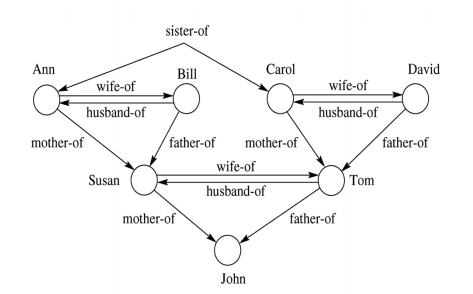 sister-of
Ann
Bill
Carol
David
wife-of
husband-of
wife-of
husband-of
mother-of
father-of
mother-of
father-of
Susan
wife-of
husband-of
Tom
mother-of
father-of
John